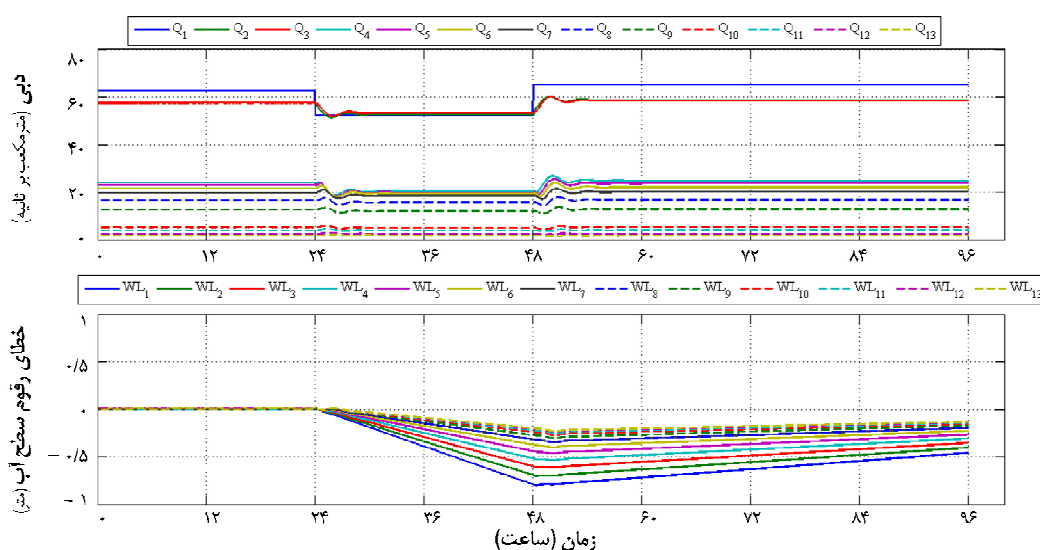 Q1 Q2 Q3 Q4 Q5 Q6 Q7 Q8 Q9 Q10 Q11 Q12 Q13
دبی (مترمکعب بر ثانیه)
۸۰
۶۰
۴۰
۲۰
۰
۰ ۱۲ ۲۴ ۳۶ ۴۸ ۶۰ ۷۲ ۸۴ ۹۶
WL1 WL2 WL3 WL4 WL5 WL6 WL7 WL8 WL9 WL10 WL11 WL12 WL13
خطای رقوم سطح آب (متر)
۱
۰/۵
۰
-۰/۵
-۱
۰ ۱۲ ۲۴ ۳۶ ۴۸ ۶۰ ۷۲ ۸۴ ۹۶
زمان (ساعت)